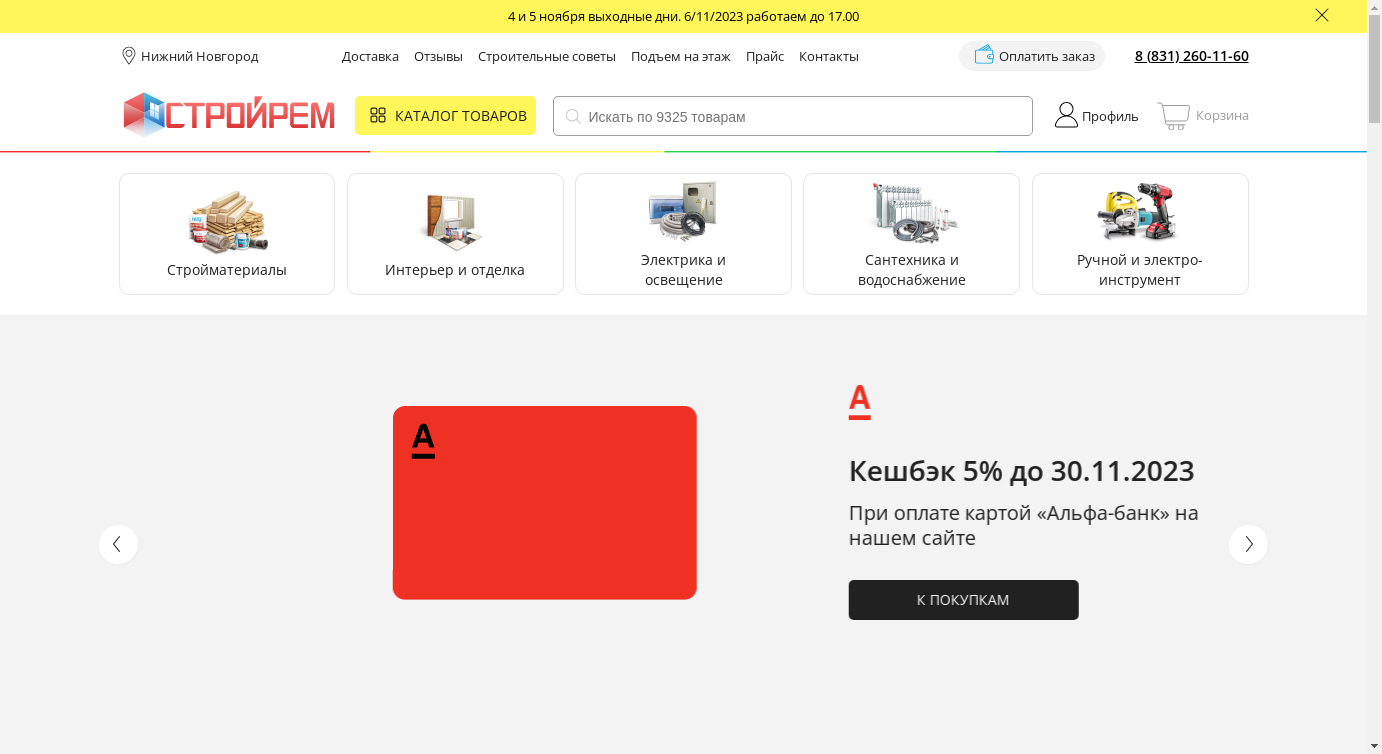 4 и 5 ноября выходные дни. 6/11/2023 работаем до 17.00
Нижний Новгород
Доставка Отзывы Строительные советы Подъем на этаж Прайс Контакты
Оплатить заказ
8 (831) 260-11-60
СТРОЙРЕМ
КАТАЛОГ ТОВАРОВ
Искать по 9325 товарам
Профиль
Корзина
Стройматериалы
Интерьер и отделка
Электрика и
освещение
Сантехника и
водоснабжение
Ручной и электро-
инструмент
А
А
Кешбэк 5% до 30.11.2023
При оплате картой «Альфа-банк» на
нашем сайте
К ПОКУПКАМ